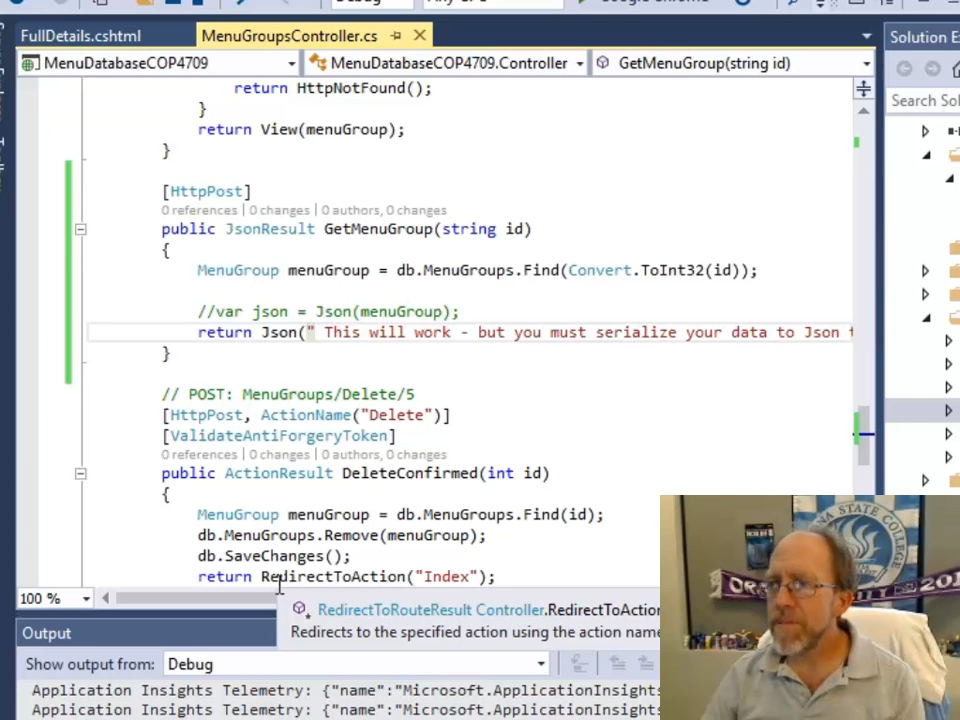 Debug
FullDetails.cshtml
MenuGroupsController.cs
Solution Ex
MenuDatabaseCOP4709
MenuDatabaseCOP4709.Controller
GetMenuGroup(string id)
Search Sol
return HttpNotFound();
}
return View(menuGroup);
}
[HttpPost]
0 references | 0 changes | 0 authors, 0 changes
public JsonResult GetMenuGroup(string id)
{
MenuGroup menuGroup = db.MenuGroups.Find(Convert.ToInt32(id));
//var json = Json(menuGroup);
return Json(" This will work - but you must serialize your data to Json
}
// POST: MenuGroups/Delete/5
[HttpPost, ActionName("Delete")]
[ValidateAntiForgeryToken]
0 references | 0 changes | 0 authors, 0 changes
public ActionResult DeleteConfirmed(int id)
{
MenuGroup menuGroup = db.MenuGroups.Find(id);
db.MenuGroups.Remove(menuGroup);
db.SaveChanges();
return RedirectToAction("Index");
100 %
RedirectToRouteResult Controller.RedirectToAction
Redirects to the specified action using the action name
Output
Show output from:
Debug
Application Insights Telemetry: {"name":"Microsoft.ApplicationInsights
Application Insights Telemetry: {"name":"Microsoft.ApplicationInsights